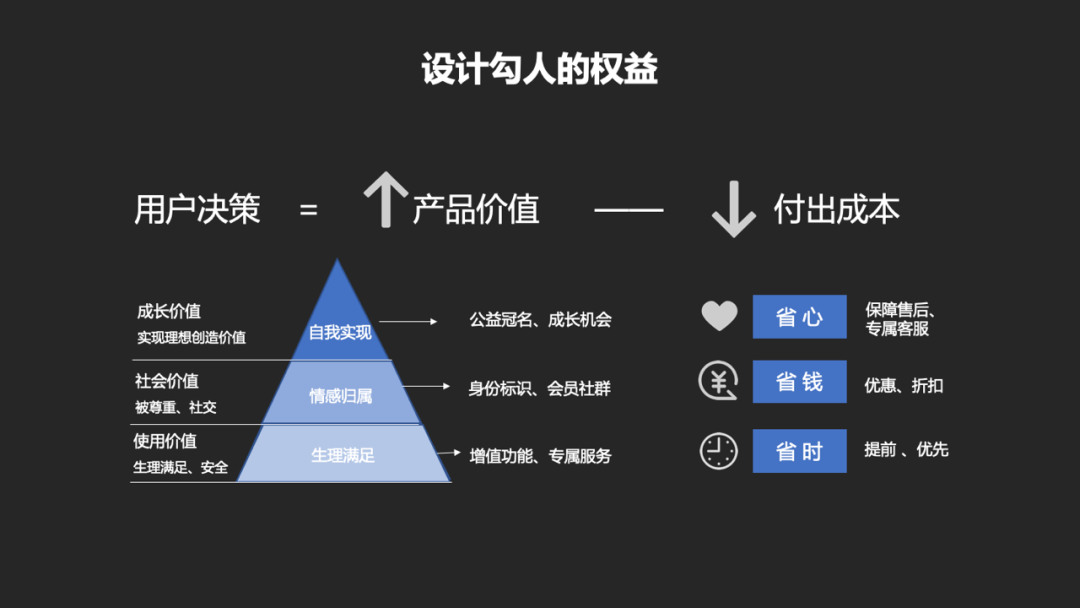 设计勾人的权益
用户决策 = 产品价值 —— 付出成本
成长价值
实现理想创造价值
自我实现
公益冠名、成长机会
社会价值
被尊重、社交
情感归属
身份标识、会员社群
使用价值
生理满足、安全
生理满足
增值功能、专属服务
省心
保障售后、
专属客服
¥
省钱
优惠、折扣
省时
提前、优先